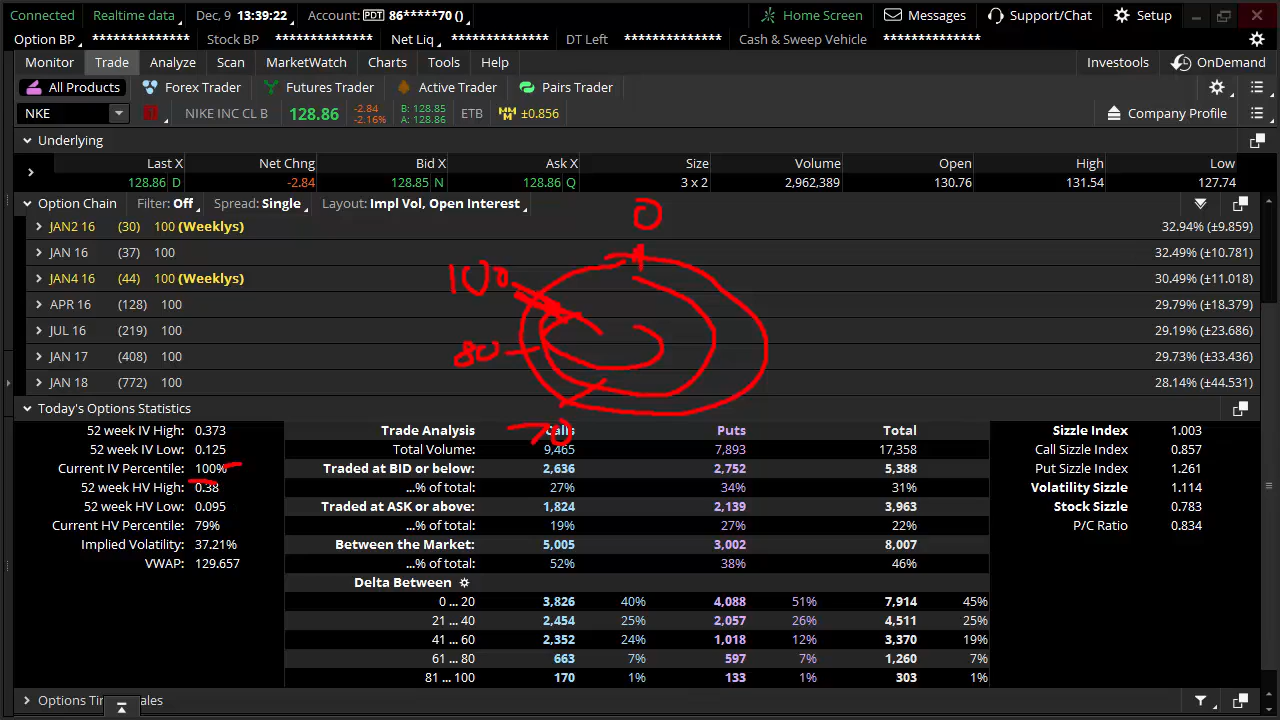 Connected Realtime data Dec, 9 13:39:22 Account: PDT 86*****70 () Home Screen Messages Support/Chat Setup
Option BP ************** Stock BP ************** Net Liq ************** DT Left ************** Cash & Sweep Vehicle **************
Monitor Trade Analyze Scan MarketWatch Charts Tools Help Investools OnDemand
All Products Forex Trader Futures Trader Active Trader Pairs Trader
NKE NIKE INC CL B 128.86 -2.84 -2.16% B: 128.85 A: 128.86 ETB MM ±0.856 Company Profile
Underlying
Last X Net Chng Bid X Ask X Size Volume Open High Low
128.86 D -2.84 128.85 N 128.86 Q 3 x 2 2,962,389 130.76 131.54 127.74
Option Chain Filter: Off Spread: Single Layout: Impl Vol, Open Interest
0
JAN2 16 (30) 100 (Weeklys) 32.94% (±9.859)
JAN 16 (37) 100 32.49% (±10.781)
100
JAN4 16 (44) 100 (Weeklys) 30.49% (±11.018)
APR 16 (128) 100 29.79% (±18.379)
JUL 16 (219) 100 29.19% (±23.686)
80
JAN 17 (408) 100 29.73% (±33.436)
JAN 18 (772) 100 28.14% (±44.531)
Today's Options Statistics
70
52 week IV High: 0.373 Trade Analysis Calls Puts Total Sizzle Index 1.003
52 week IV Low: 0.125 Total Volume: 9,465 7,893 17,358 Call Sizzle Index 0.857
Current IV Percentile: 100% Traded at BID or below: 2,636 2,752 5,388 Put Sizzle Index 1.261
52 week HV High: 0.38 ...% of total: 27% 34% 31% Volatility Sizzle 1.114
52 week HV Low: 0.095 Traded at ASK or above: 1,824 2,139 3,963 Stock Sizzle 0.783
Current HV Percentile: 79% ...% of total: 19% 27% 22% P/C Ratio 0.834
Implied Volatility: 37.21% Between the Market: 5,005 3,002 8,007
VWAP: 129.657 ...% of total: 52% 38% 46%
Delta Between
0 ... 20 3,826 40% 4,088 51% 7,914 45%
21 ... 40 2,454 25% 2,057 26% 4,511 25%
41 ... 60 2,352 24% 1,018 12% 3,370 19%
61 ... 80 663 7% 597 7% 1,260 7%
81 ... 100 170 1% 133 1% 303 1%
Options